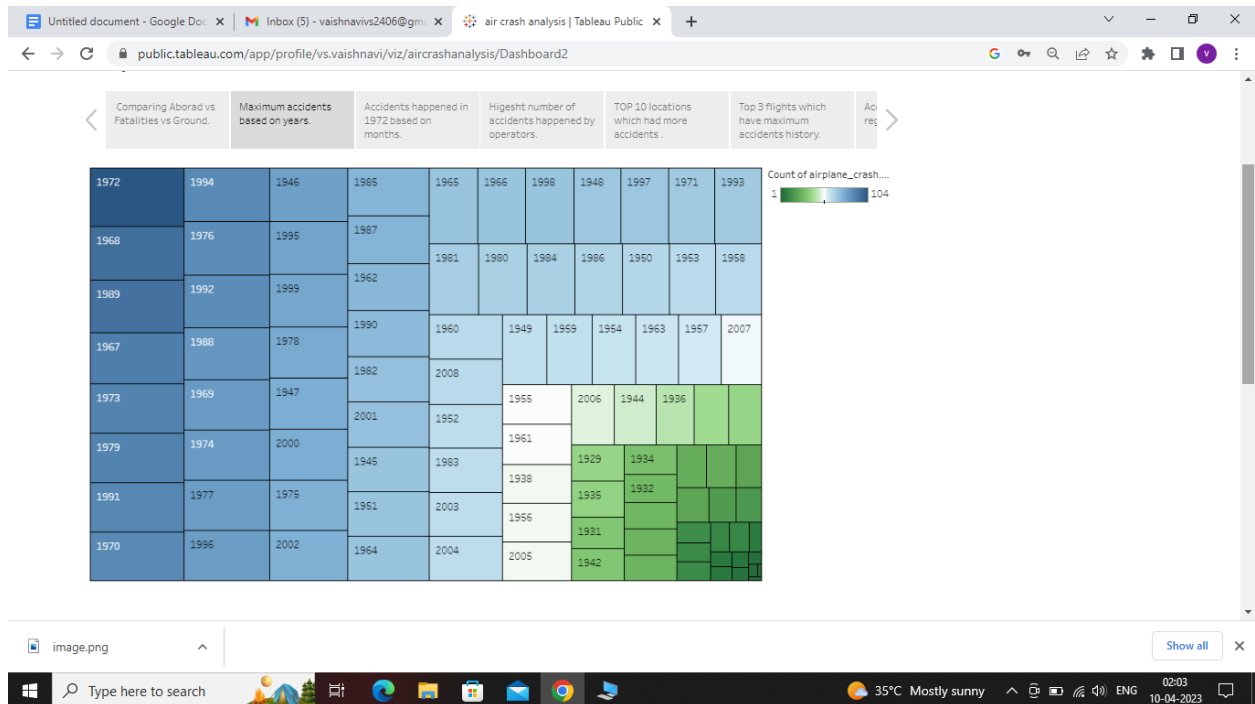 Untitled document - Google Doc
Inbox (5) - vaishnavivs2406@gm
air crash analysis | Tableau Public
public.tableau.com/app/profile/vs.vaishnavi/viz/aircrashanalysis/Dashboard2
G
v
Comparing Aborad vs
Fatalities vs Ground.
Maximum accidents
based on years.
Accidents happened in
1972 based on
months.
Higesht number of
accidents happened by
operators.
TOP 10 locations
which had more
accidents .
Top 3 flights which
have maximum
accidents history.
Count of airplane_crash....
1 104
1972 1994 1946 1985 1965 1966 1998 1948 1997 1971 1993
1968 1976 1995 1987
1981 1980 1984 1986 1950 1953 1958
1989 1992 1999 1962
1967 1988 1978 1990 1960 1949 1959 1954 1963 1957 2007
1982 2008
1973 1969 1947 2001 1952 1955 2006 1944 1936
1979 1974 2000 1945 1983 1961 1929 1934
1991 1977 1975 1951 2003 1938 1935 1932
1970 1996 2002 1964 2004 1956 1931
2005 1942
image.png
Show all
Type here to search
35°C Mostly sunny
ENG
02:03
10-04-2023